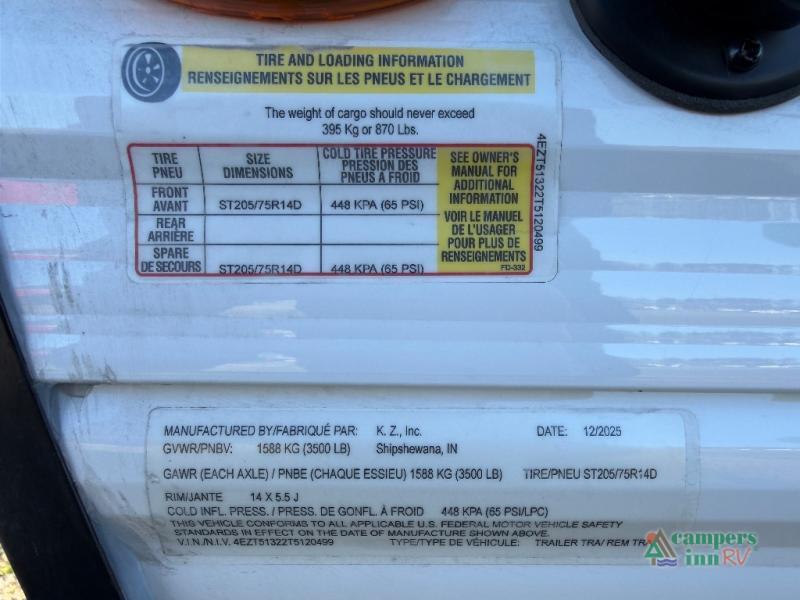 TIRE AND LOADING INFORMATION
RENSEIGNEMENTS SUR LES PNEUS ET LE CHARGEMENT
The weight of cargo should never exceed
395 Kg or 870 Lbs.
TIRE
PNEU
SIZE
DIMENSIONS
COLD TIRE PRESSURE
PRESSION DES
PNEUS A FROID
SEE OWNER'S
MANUAL FOR
ADDITIONAL
INFORMATION
VOIR LE MANUEL
DE L'USAGER
POUR PLUS DE
RENSEIGNEMENTS
FRONT
AVANT
ST205/75R14D
448 KPA (65 PSI)
REAR
ARRIÈRE
SPARE
DE SECOURS
ST205/75R14D
448 KPA (65 PSI)
FD-332
4EZT51322T5120499
MANUFACTURED BY/FABRIQUÉ PAR: K. Z., Inc. DATE: 12/2025
GVWR/PNBV: 1588 KG (3500 LB) Shipshewana, IN
GAWR (EACH AXLE) / PNBE (CHAQUE ESSIEU) 1588 KG (3500 LB) TIRE/PNEU ST205/75R14D
RIM/JANTE 14 X 5.5 J
COLD INFL. PRESS. / PRESS. DE GONFL. À FROID 448 KPA (65 PSI/LPC)
THIS VEHICLE CONFORMS TO ALL APPLICABLE U.S. FEDERAL MOTOR VEHICLE SAFETY
STANDARDS IN EFFECT ON THE DATE OF MANUFACTURE SHOWN ABOVE.
V.I.N./N.I.V. 4EZT51322T5120499 TYPE/TYPE DE VÉHICULE: TRAILER TRA/ REM TRA
campers
inn RV